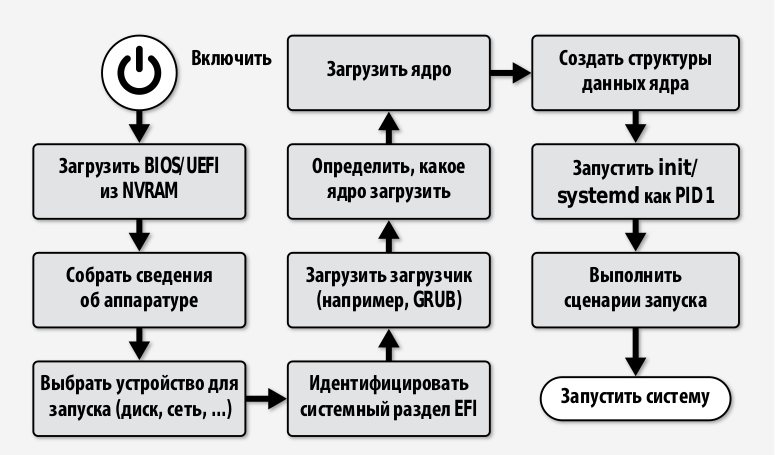 Включить
Загрузить BIOS/UEFI
из NVRAM
Собрать сведения
об аппаратуре
Выбрать устройство для
запуска (диск, сеть, ...)
Идентифицировать
системный раздел EFI
Загрузить загрузчик
(например, GRUB)
Определить, какое
ядро загрузить
Загрузить ядро
Создать структуры
данных ядра
Запустить init/
systemd как PID 1
Выполнить
сценарии запуска
Запустить систему